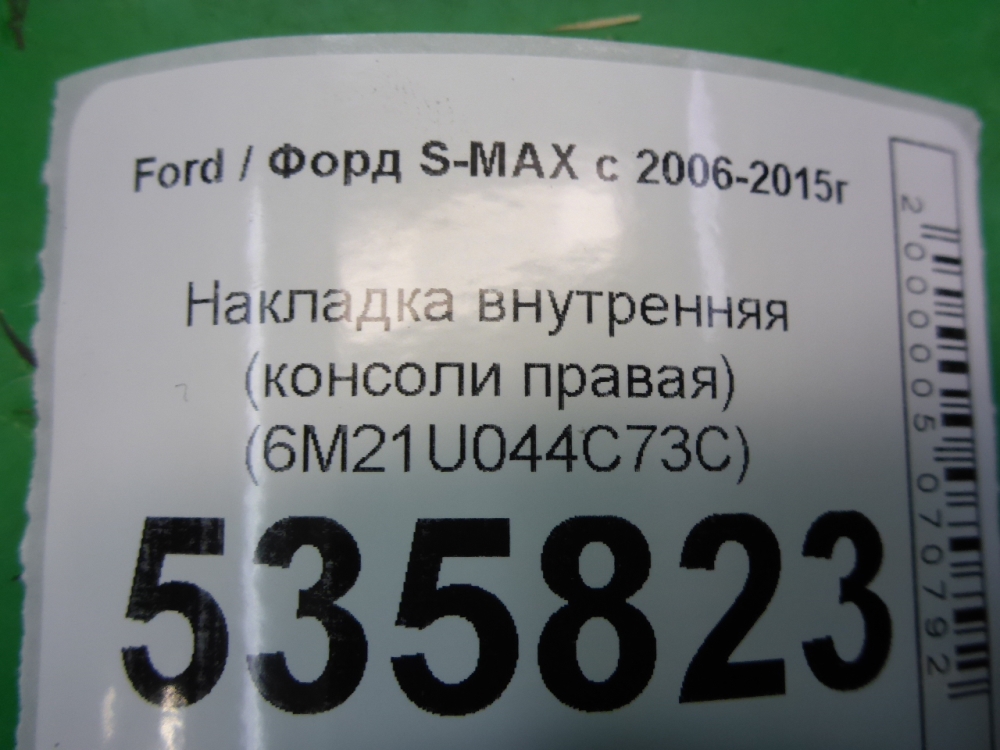 Ford / Форд S-MAX с 2006-2015г
Накладка внутренняя
(консоли правая)
(6M21U044C73C)
535823
2000005070792